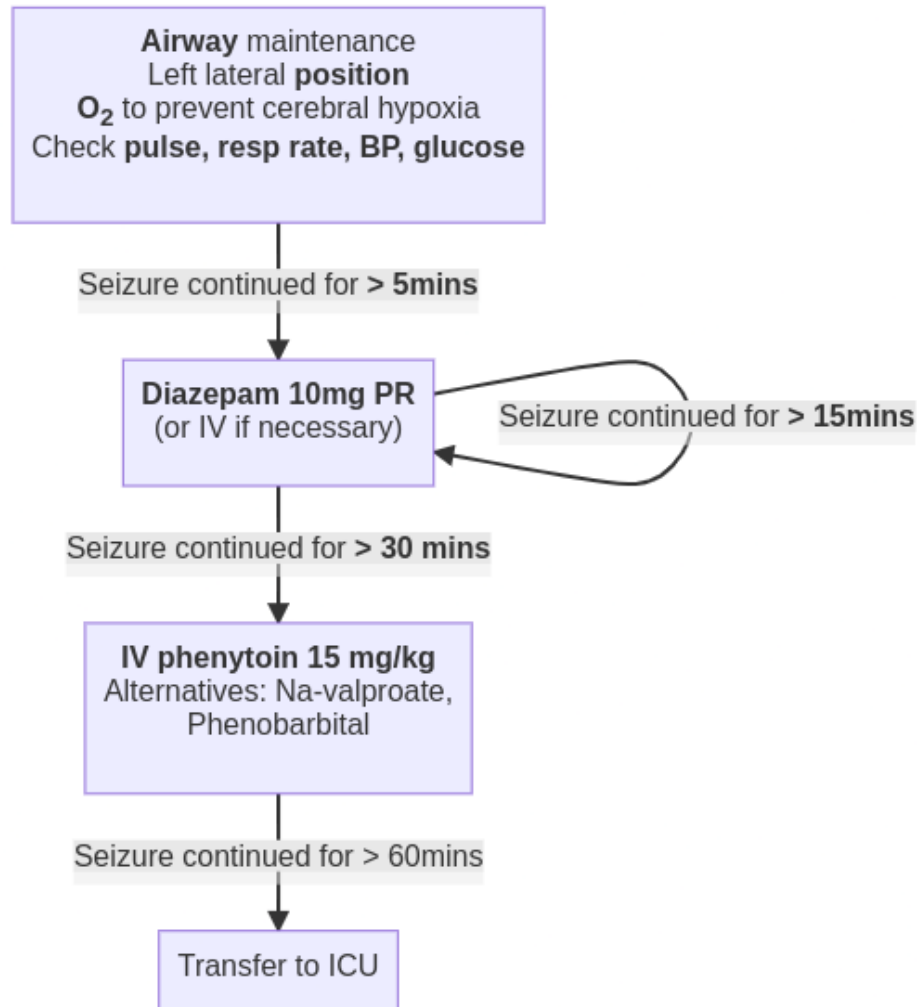 Airway maintenance
Left lateral position
O2 to prevent cerebral hypoxia
Check pulse, resp rate, BP, glucose
Seizure continued for > 5mins
Diazepam 10mg PR
(or IV if necessary)
Seizure continued for > 15mins
Seizure continued for > 30 mins
IV phenytoin 15 mg/kg
Alternatives: Na-valproate,
Phenobarbital
Seizure continued for > 60mins
Transfer to ICU